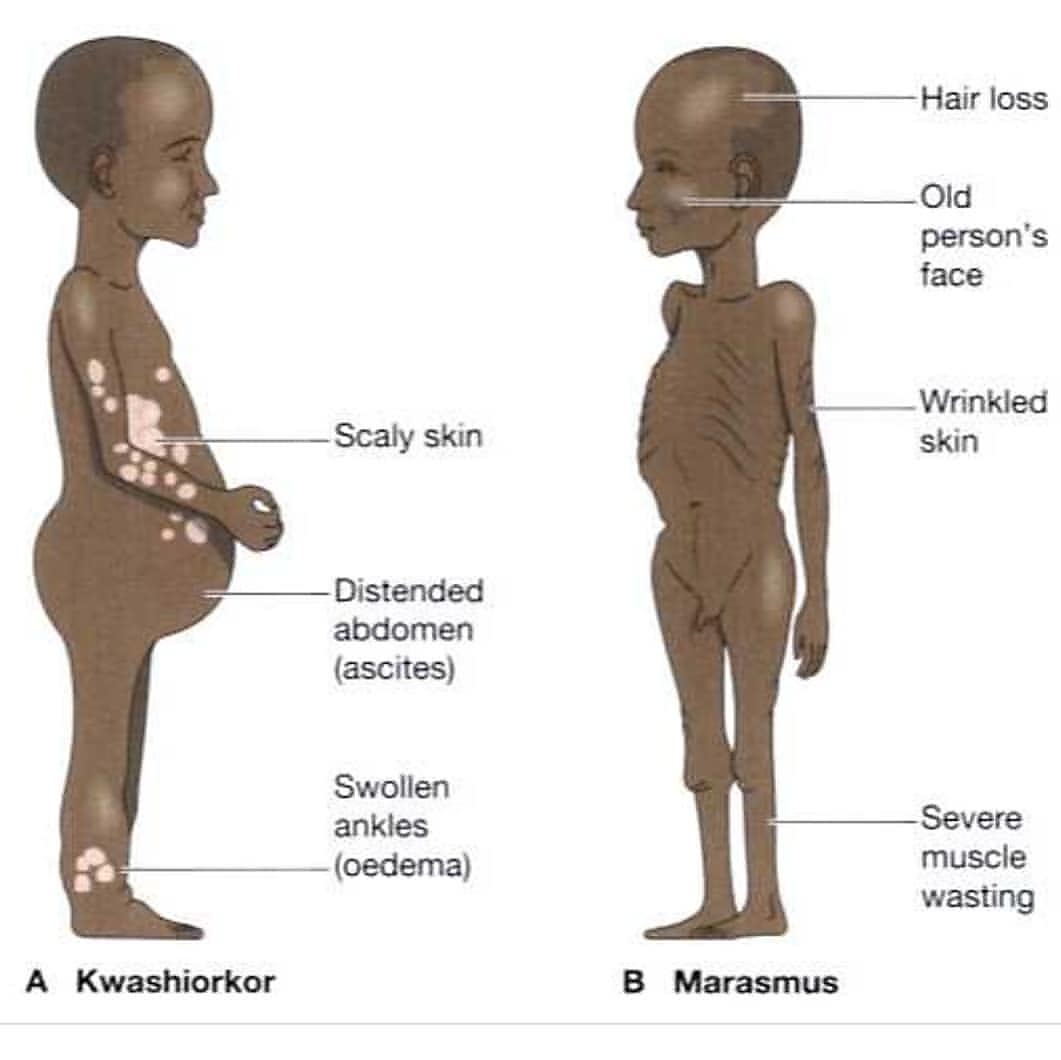 Scaly skin
Distended
abdomen
(ascites)
Swollen
ankles
(oedema)
A Kwashiorkor
Hair loss
Old
person's
face
Wrinkled
skin
Severe
muscle
wasting
B Marasmus